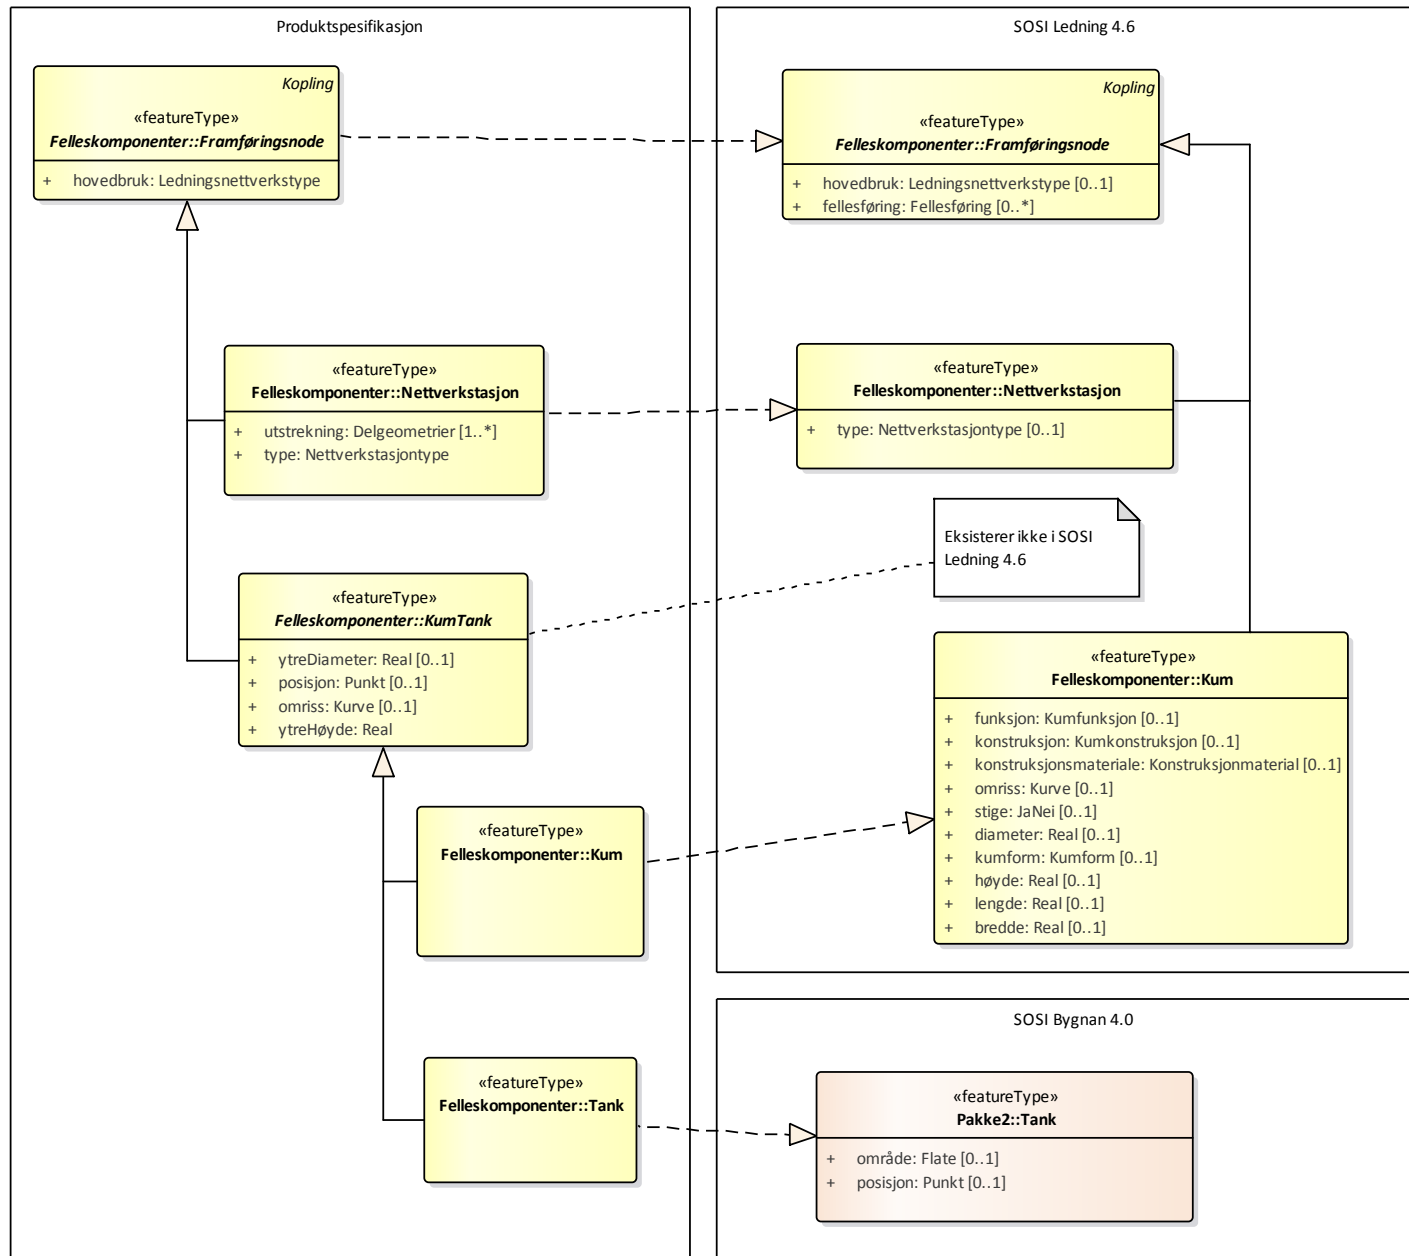 Produktspesifikasjon
Kopling
«featureType»
Felleskomponenter::Framføringsnode
+ hovedbruk: Ledningsnettverkstype
«featureType»
Felleskomponenter::Nettverkstasjon
+ utstrekning: Delgeometrier [1..*]
+ type: Nettverkstasjontype
«featureType»
Felleskomponenter::KumTank
+ ytreDiameter: Real [0..1]
+ posisjon: Punkt [0..1]
+ omriss: Kurve [0..1]
+ ytreHøyde: Real
«featureType»
Felleskomponenter::Kum
«featureType»
Felleskomponenter::Tank
SOSI Ledning 4.6
Kopling
«featureType»
Felleskomponenter::Framføringsnode
+ hovedbruk: Ledningsnettverkstype [0..1]
+ fellesføring: Fellesføring [0..*]
«featureType»
Felleskomponenter::Nettverkstasjon
+ type: Nettverkstasjontype [0..1]
Eksisterer ikke i SOSI
Ledning 4.6
«featureType»
Felleskomponenter::Kum
+ funksjon: Kumfunksjon [0..1]
+ konstruksjon: Kumkonstruksjon [0..1]
+ konstruksjonsmateriale: Konstruksjonmaterial [0..1]
+ omriss: Kurve [0..1]
+ stige: JaNei [0..1]
+ diameter: Real [0..1]
+ kumform: Kumform [0..1]
+ høyde: Real [0..1]
+ lengde: Real [0..1]
+ bredde: Real [0..1]
SOSI Bygnan 4.0
«featureType»
Pakke2::Tank
+ område: Flate [0..1]
+ posisjon: Punkt [0..1]